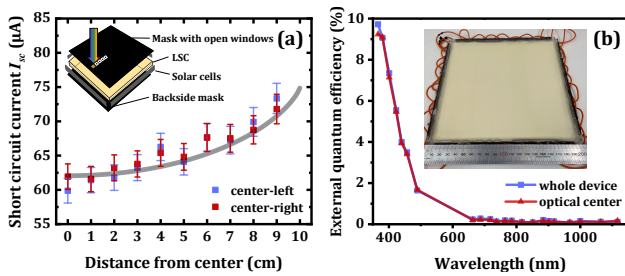 Short circuit current Isc (µA)
85
80
75
70
65
60
55
(a)
Mask with open windows
LSC
Solar cells
Backside mask
center-left
center-right
0 1 2 3 4 5 6 7 8 9 10
Distance from center (cm)
External quantum efficiency (%)
10
8
6
4
2
0
(b)
whole device
optical center
400 600 800 1000
Wavelength (nm)